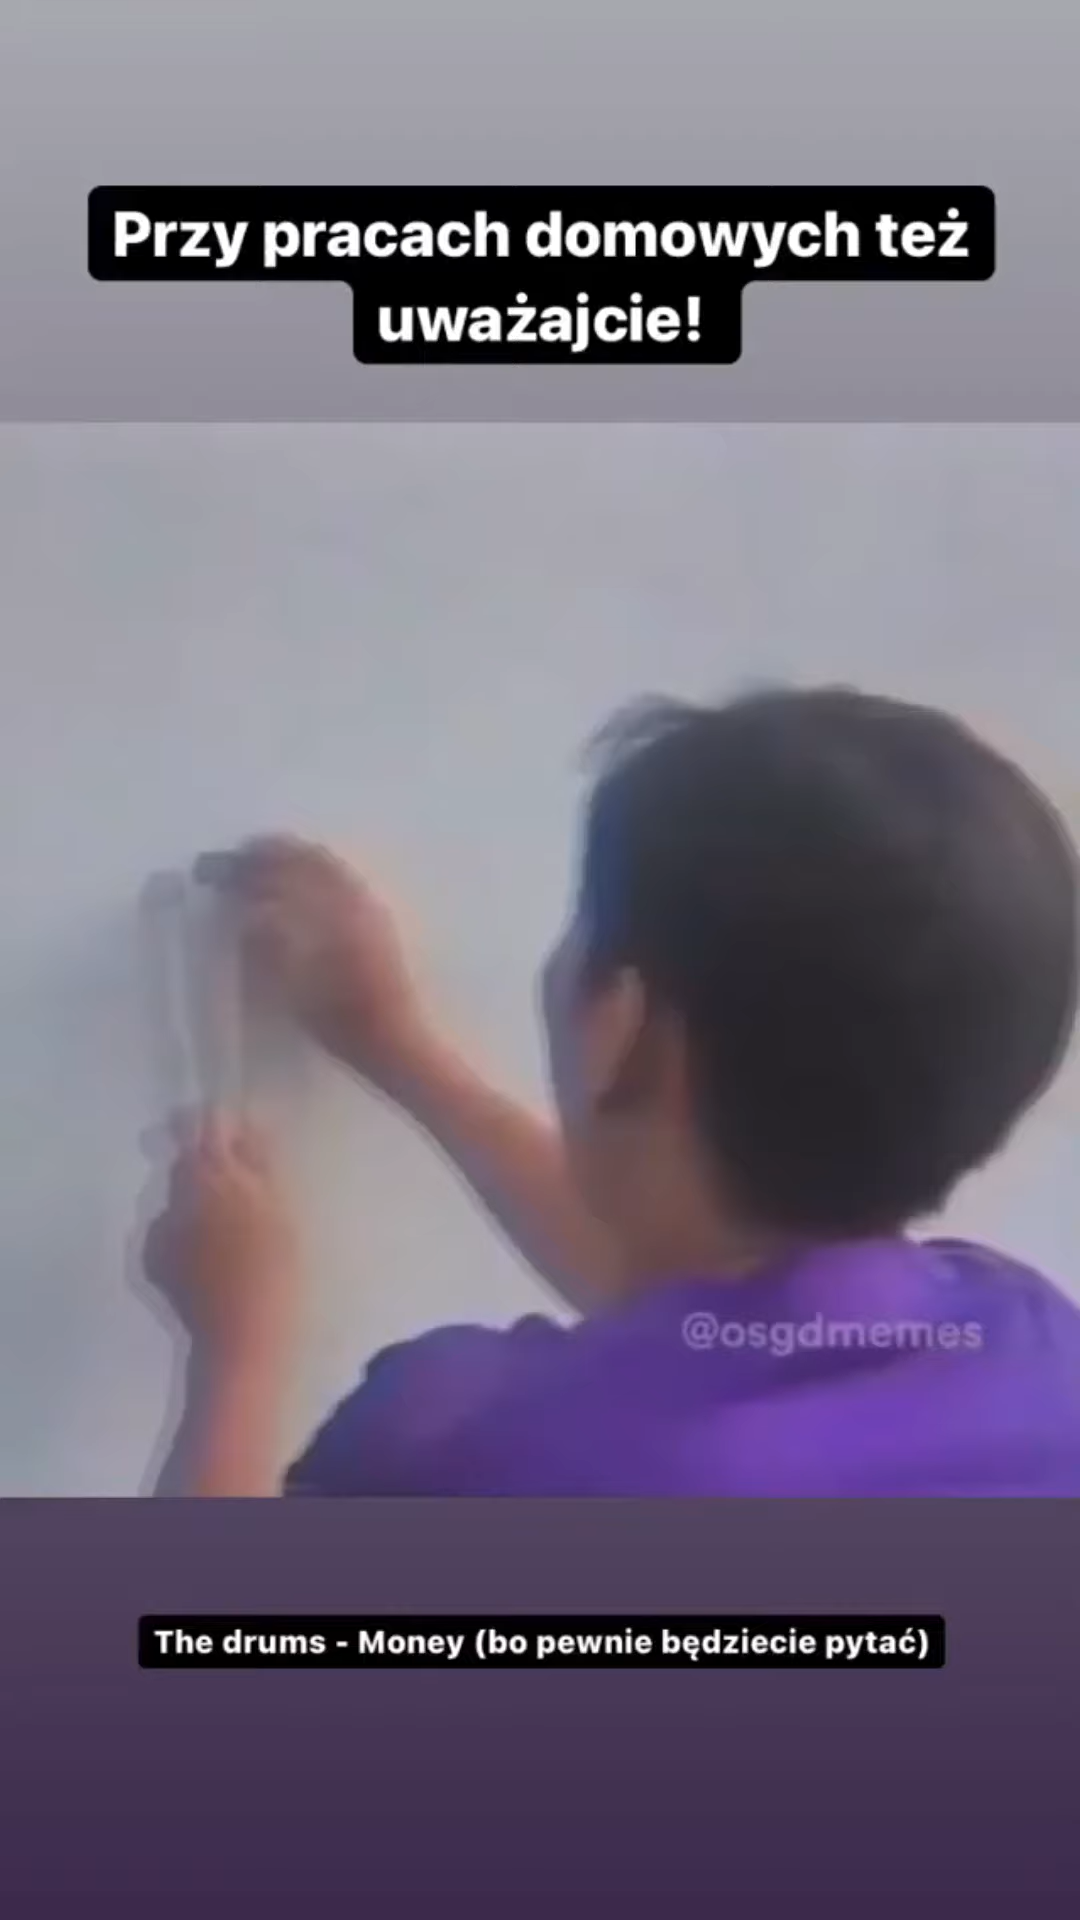 Przy pracach domowych też
uważajcie!
@osgdmemes
The drums - Money (bo pewnie będziecie pytać)